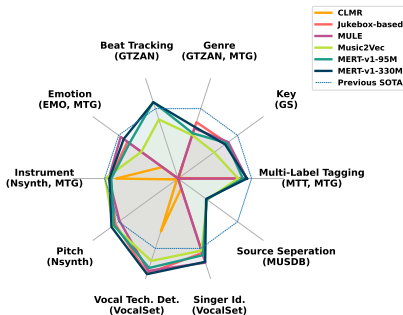 CLMR
Jukebox-based
MULE
Music2Vec
MERT-v1-95M
MERT-v1-330M
Previous SOTA
Beat Tracking
(GTZAN)
Genre
(GTZAN, MTG)
Emotion
(EMO, MTG)
Key
(GS)
Instrument
(Nsynth, MTG)
Multi-Label Tagging
(MTT, MTG)
Pitch
(Nsynth)
Source Seperation
(MUSDB)
Vocal Tech. Det.
(VocalSet)
Singer Id.
(VocalSet)